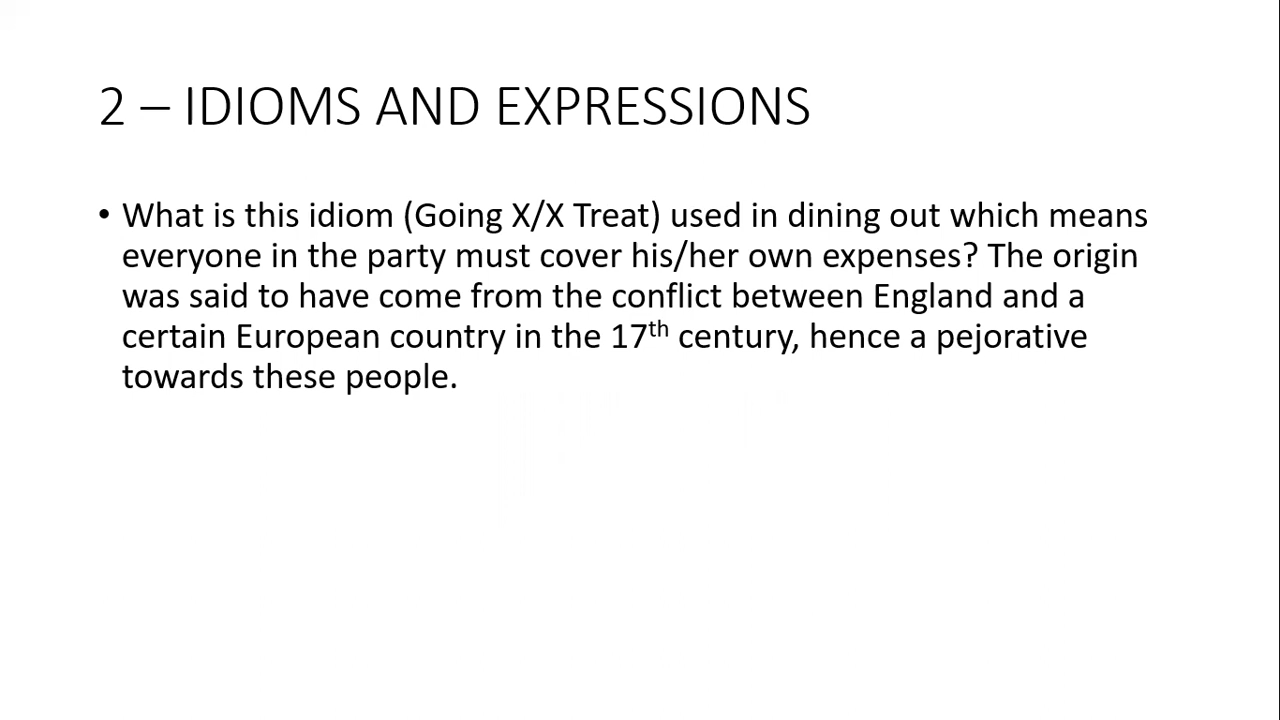 2 – IDIOMS AND EXPRESSIONS
• What is this idiom (Going X/X Treat) used in dining out which means
everyone in the party must cover his/her own expenses? The origin
was said to have come from the conflict between England and a
certain European country in the 17th century, hence a pejorative
towards these people.